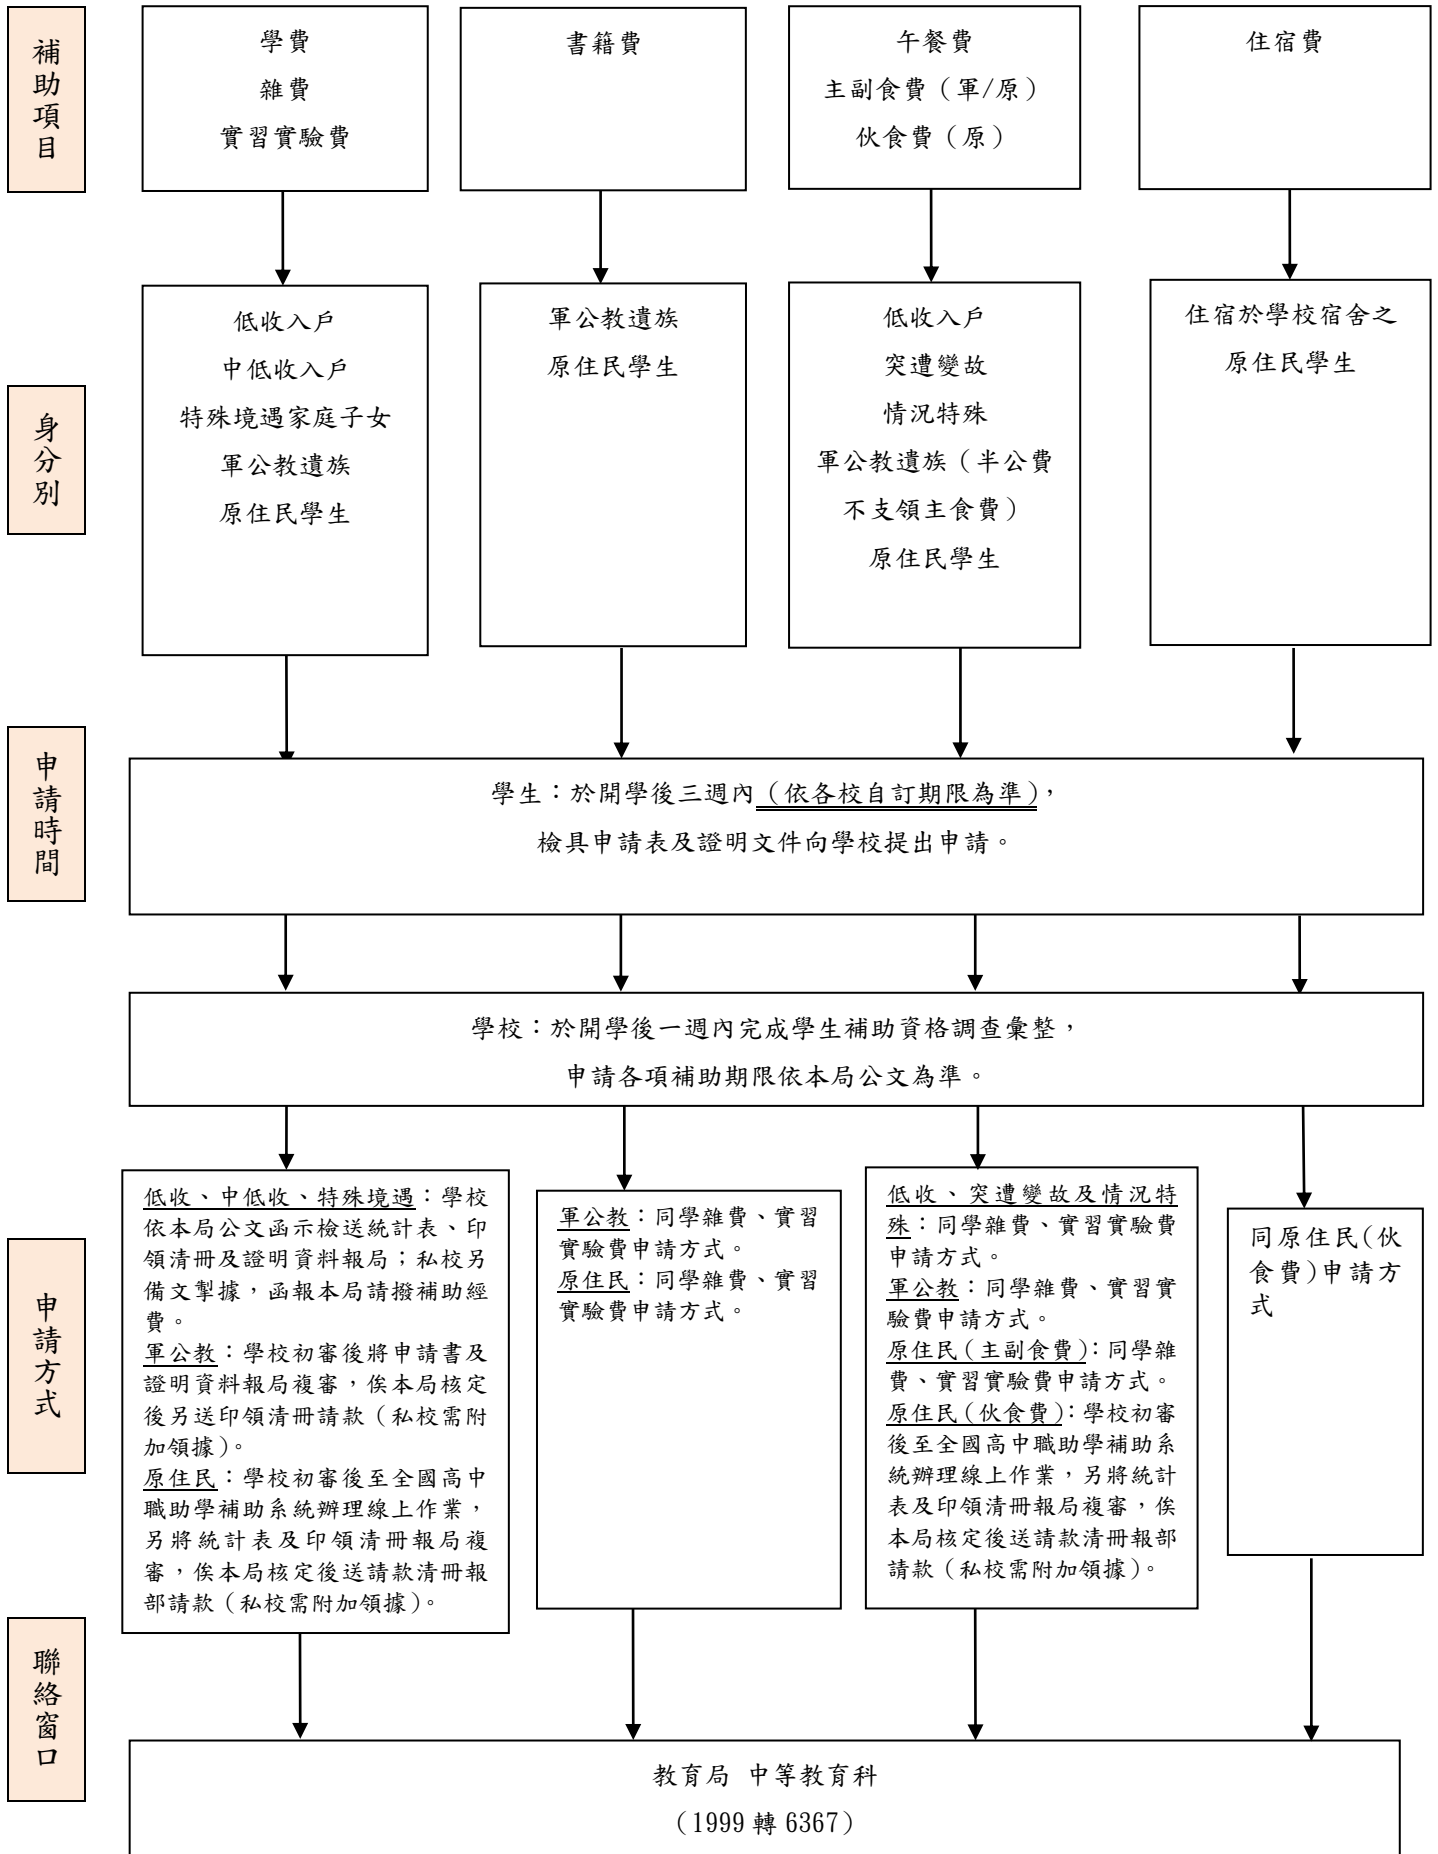 補助項目
學費
雜費
實習實驗費
書籍費
午餐費
主副食費（軍/原）
伙食費（原）
住宿費
身分別
低收入戶
中低收入戶
特殊境遇家庭子女
軍公教遺族
原住民學生
軍公教遺族
原住民學生
低收入戶
突遭變故
情況特殊
軍公教遺族（半公費
不支領主食費）
原住民學生
住宿於學校宿舍之
原住民學生
申請時間
學生：於開學後三週內（依各校自訂期限為準），
檢具申請表及證明文件向學校提出申請。
學校：於開學後一週內完成學生補助資格調查彙整，
申請各項補助期限依本局公文為準。
申請方式
低收、中低收、特殊境遇：學校
依本局公文函示檢送統計表、印
領清冊及證明資料報局；私校另
備文掣據，函報本局請撥補助經
費。
軍公教：學校初審後將申請書及
證明資料報局複審，俟本局核定
後另送印領清冊請款（私校需附
加領據）。
原住民：學校初審後至全國高中
職助學補助系統辦理線上作業，
另將統計表及印領清冊報局複
審，俟本局核定後送請款清冊報
部請款（私校需附加領據）。
軍公教：同學雜費、實習
實驗費申請方式。
原住民：同學雜費、實習
實驗費申請方式。
低收、突遭變故及情況特
殊：同學雜費、實習實驗費
申請方式。
軍公教：同學雜費、實習實
驗費申請方式。
原住民(主副食費)：同學雜
費、實習實驗費申請方式。
原住民(伙食費)：學校初審
後至全國高中職助學補助系
統辦理線上作業，另將統計
表及印領清冊報局複審，俟
本局核定後送請款清冊報部
請款（私校需附加領據）。
同原住民(伙
食費)申請方
式
聯絡窗口
教育局 中等教育科
（1999 轉 6367）